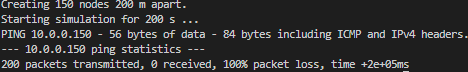 Creating 150 nodes 200 m apart.
Starting simulation for 200 s ...
PING 10.0.0.150 - 56 bytes of data - 84 bytes including ICMP and IPv4 headers.
--- 10.0.0.150 ping statistics ---
200 packets transmitted, 0 received, 100% packet loss, time +2e+05ms